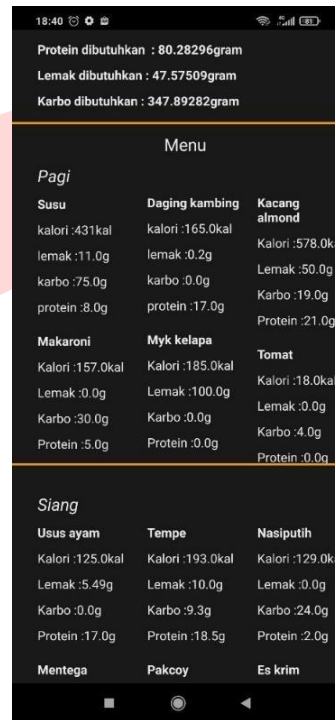 18:40
83
Protein dibutuhkan : 80.28296gram
Lemak dibutuhkan : 47.57509gram
Karbo dibutuhkan : 347.89282gram
Menu
Pagi
Susu
kalori :431kal
lemak :11.0g
karbo :75.0g
protein :8.0g
Daging kambing
kalori :165.0kal
lemak :0.2g
karbo :0.0g
protein :17.0g
Kacang
almond
Kalori :578.0ka
Lemak :50.0g
Karbo :19.0g
Protein :21.0g
Makaroni
Kalori :157.0kal
Lemak :0.0g
Karbo :30.0g
Protein :5.0g
Myk kelapa
Kalori :185.0kal
Lemak :100.0g
Karbo :0.0g
Protein :0.0g
Tomat
Kalori :18.0kal
Lemak :0.0g
Karbo :4.0g
Protein :0.0g
Siang
Usus ayam
Kalori :125.0kal
Lemak :5.49g
Karbo :0.0g
Protein :17.0g
Tempe
Kalori :193.0kal
Lemak :10.0g
Karbo :9.3g
Protein :18.5g
Nasiputih
Kalori :129.0k
Lemak :0.0g
Karbo :24.0g
Protein :2.0g
Mentega
Pakcoy
Es krim